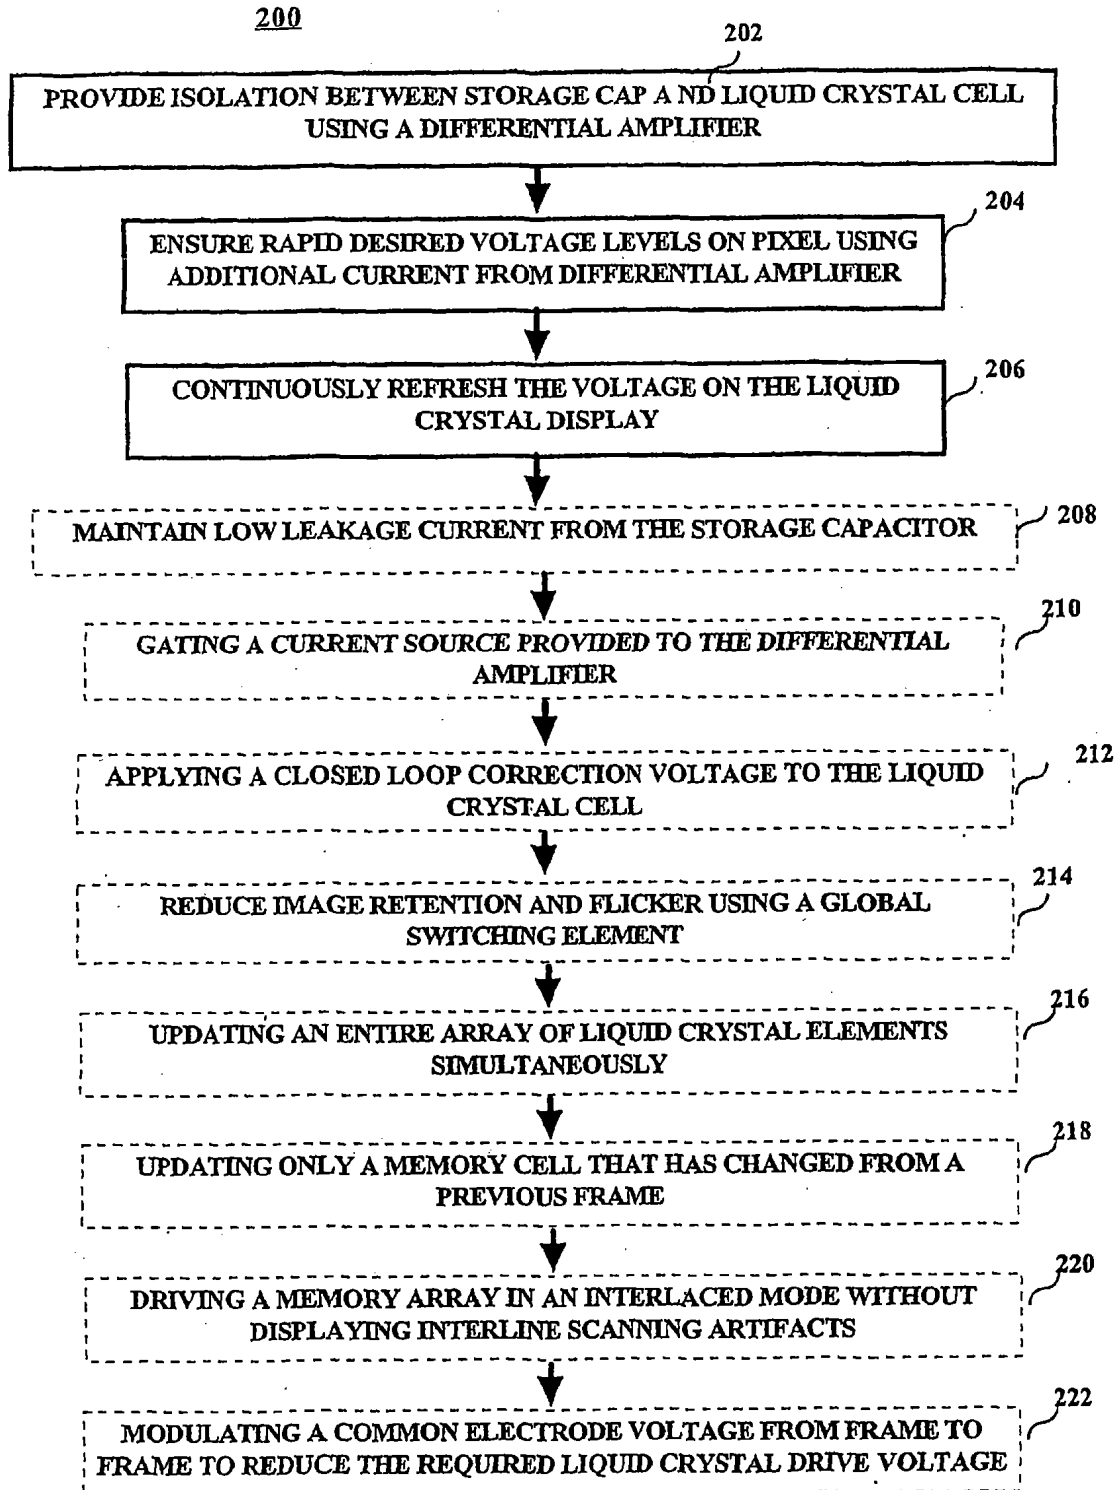 200
202
PROVIDE ISOLATION BETWEEN STORAGE CAP A ND LIQUID CRYSTAL CELL
USING A DIFFERENTIAL AMPLIFIER
204
ENSURE RAPID DESIRED VOLTAGE LEVELS ON PIXEL USING
ADDITIONAL CURRENT FROM DIFFERENTIAL AMPLIFIER
206
CONTINUOUSLY REFRESH THE VOLTAGE ON THE LIQUID
CRYSTAL DISPLAY
208
MAINTAIN LOW LEAKAGE CURRENT FROM THE STORAGE CAPACITOR
210
GATING A CURRENT SOURCE PROVIDED TO THE DIFFERENTIAL
AMPLIFIER
212
APPLYING A CLOSED LOOP CORRECTION VOLTAGE TO THE LIQUID
CRYSTAL CELL
214
REDUCE IMAGE RETENTION AND FLICKER USING A GLOBAL
SWITCHING ELEMENT
216
UPDATING AN ENTIRE ARRAY OF LIQUID CRYSTAL ELEMENTS
SIMULTANEOUSLY
218
UPDATING ONLY A MEMORY CELL THAT HAS CHANGED FROM A
PREVIOUS FRAME
220
DRIVING A MEMORY ARRAY IN AN INTERLACED MODE WITHOUT
DISPLAYING INTERLINE SCANNING ARTIFACTS
222
MODULATING A COMMON ELECTRODE VOLTAGE FROM FRAME TO
FRAME TO REDUCE THE REQUIRED LIQUID CRYSTAL DRIVE VOLTAGE